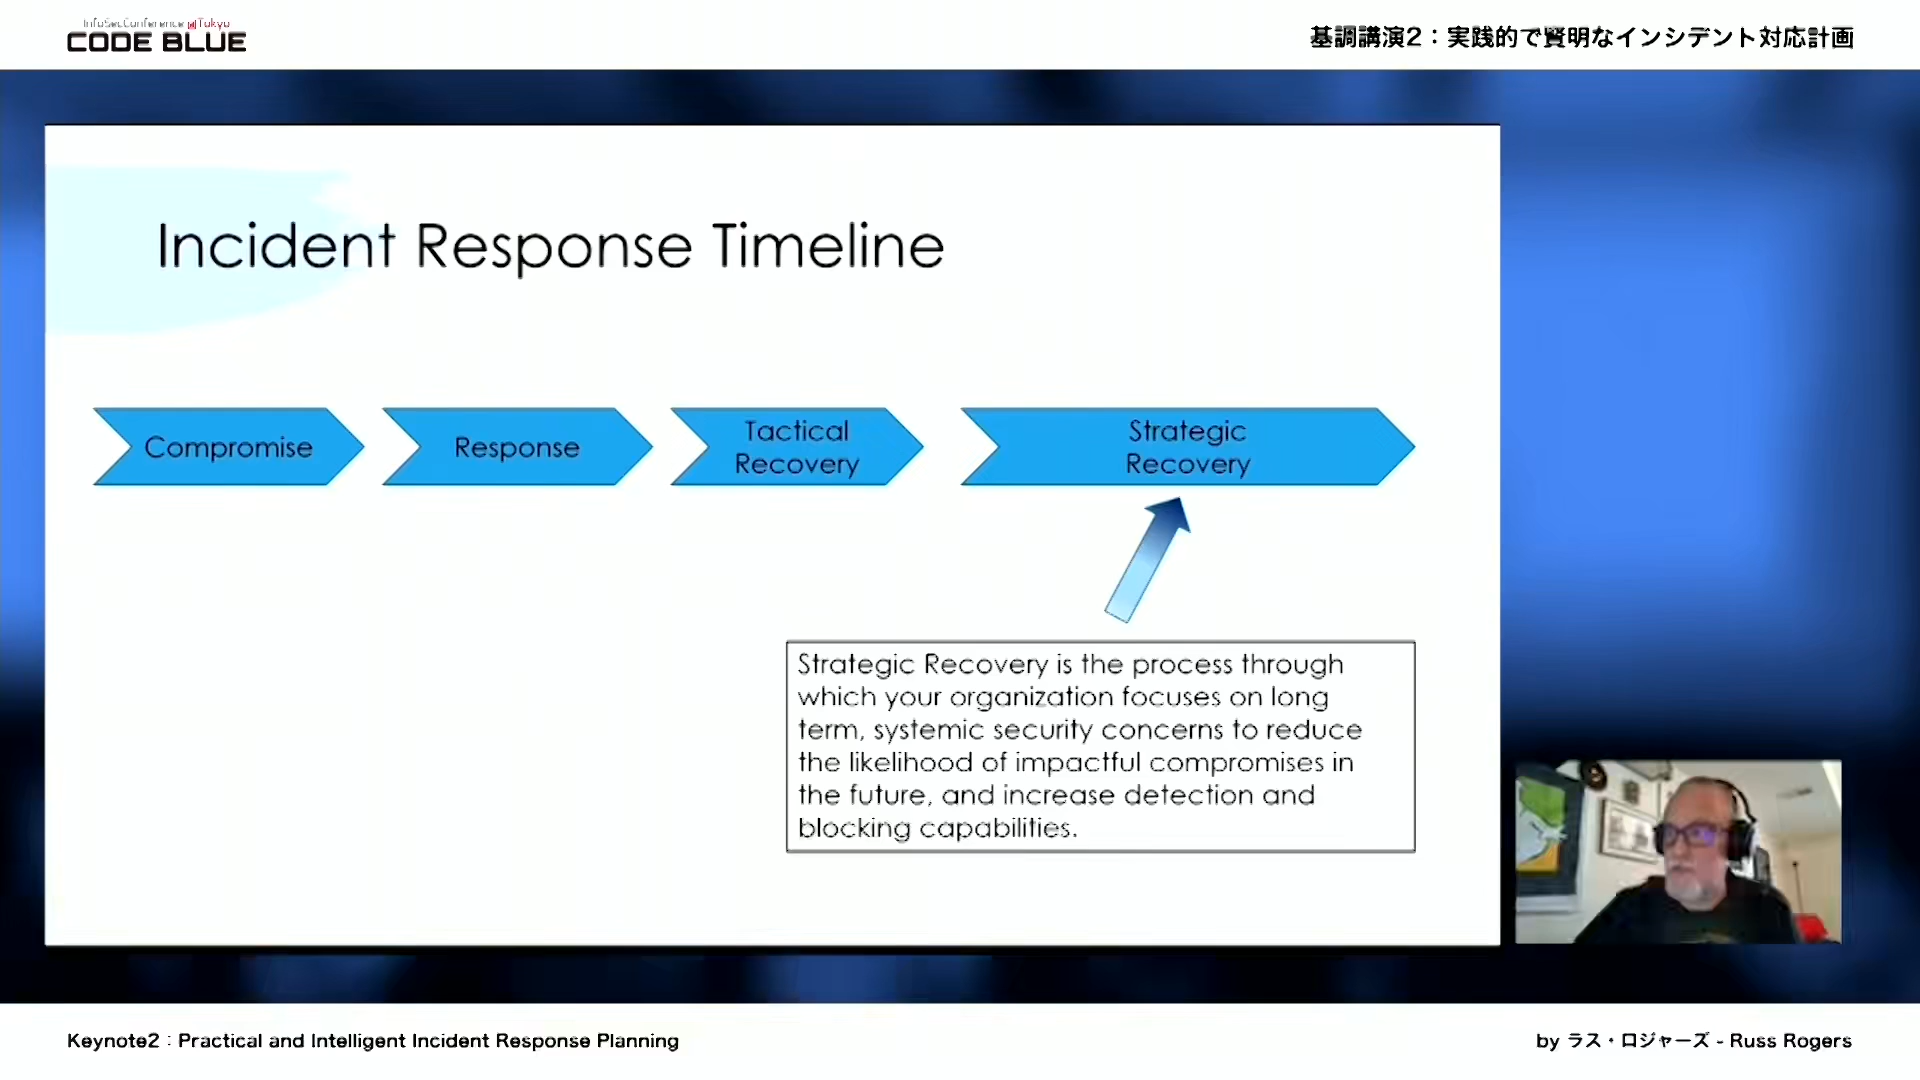 InfoSecConference@Tokyo
CODE BLUE
基調講演2：実践的で賢明なインシデント対応計画
Incident Response Timeline
Compromise
Response
Tactical
Recovery
Strategic
Recovery
Strategic Recovery is the process through
which your organization focuses on long
term, systemic security concerns to reduce
the likelihood of impactful compromises in
the future, and increase detection and
blocking capabilities.
Keynote2 : Practical and Intelligent Incident Response Planning
by ラス・ロジャーズ - Russ Rogers